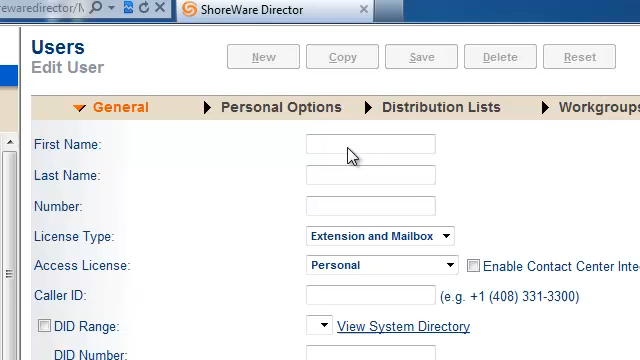 ShoreWare Director
Users
Edit User
New Copy Save Delete Reset
General Personal Options Distribution Lists Workgroups
First Name:
Last Name:
Number:
License Type: Extension and Mailbox
Access License: Personal Enable Contact Center
Caller ID: (e.g. +1 (408) 331-3300)
DID Range: View System Directory
DID Number: